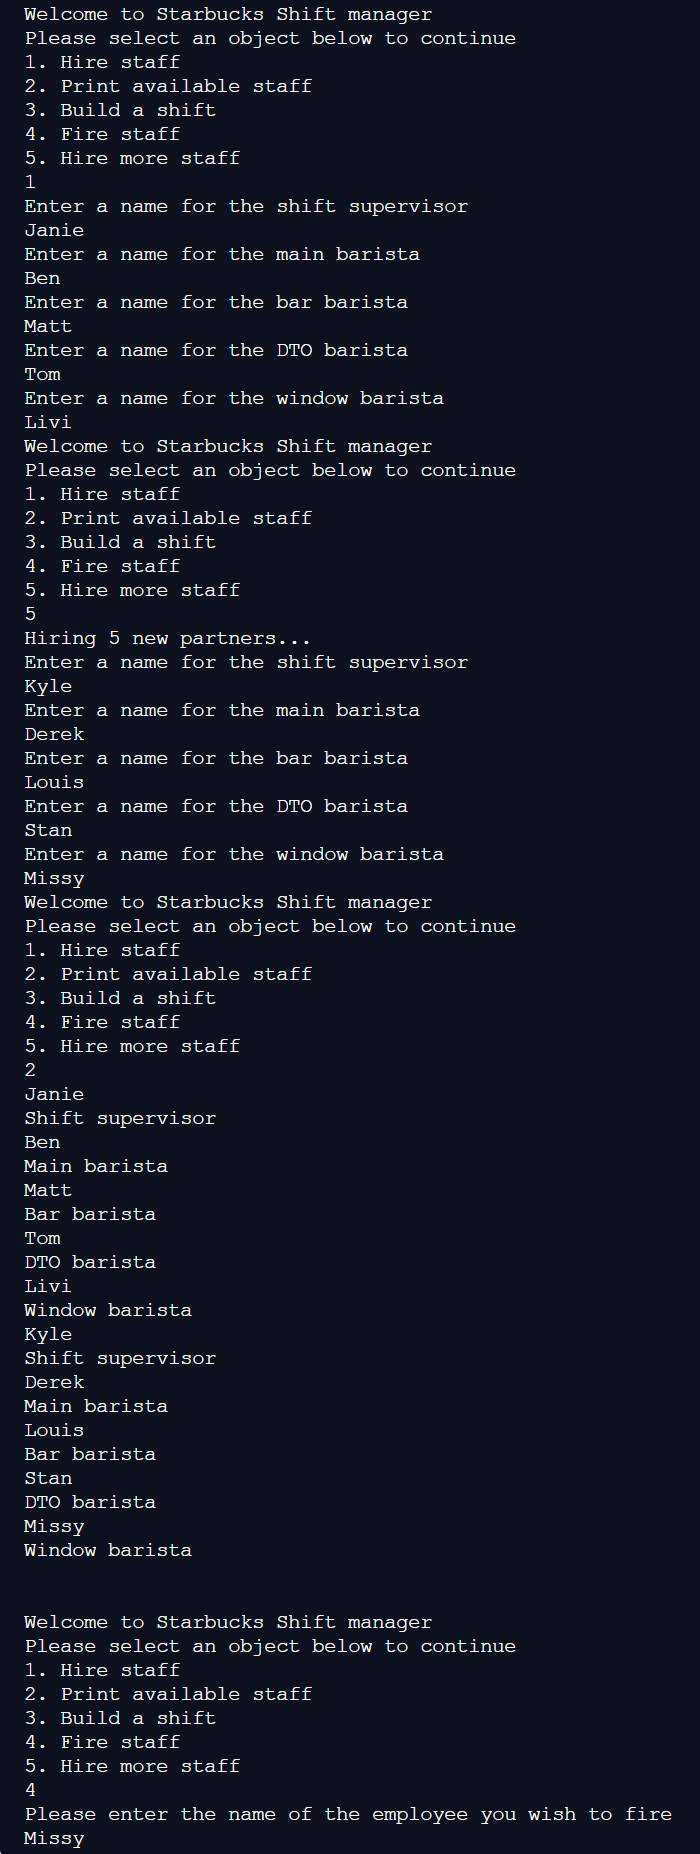 Welcome to Starbucks Shift manager
Please select an object below to continue
1. Hire staff
2. Print available staff
3. Build a shift
4. Fire staff
5. Hire more staff
1
Enter a name for the shift supervisor
Janie
Enter a name for the main barista
Ben
Enter a name for the bar barista
Matt
Enter a name for the DTO barista
Tom
Enter a name for the window barista
Livi
Welcome to Starbucks Shift manager
Please select an object below to continue
1. Hire staff
2. Print available staff
3. Build a shift
4. Fire staff
5. Hire more staff
5
Hiring 5 new partners...
Enter a name for the shift supervisor
Kyle
Enter a name for the main barista
Derek
Enter a name for the bar barista
Louis
Enter a name for the DTO barista
Stan
Enter a name for the window barista
Missy
Welcome to Starbucks Shift manager
Please select an object below to continue
1. Hire staff
2. Print available staff
3. Build a shift
4. Fire staff
5. Hire more staff
2
Janie
Shift supervisor
Ben
Main barista
Matt
Bar barista
Tom
DTO barista
Livi
Window barista
Kyle
Shift supervisor
Derek
Main barista
Louis
Bar barista
Stan
DTO barista
Missy
Window barista
Welcome to Starbucks Shift manager
Please select an object below to continue
1. Hire staff
2. Print available staff
3. Build a shift
4. Fire staff
5. Hire more staff
4
Please enter the name of the employee you wish to fire
Missy